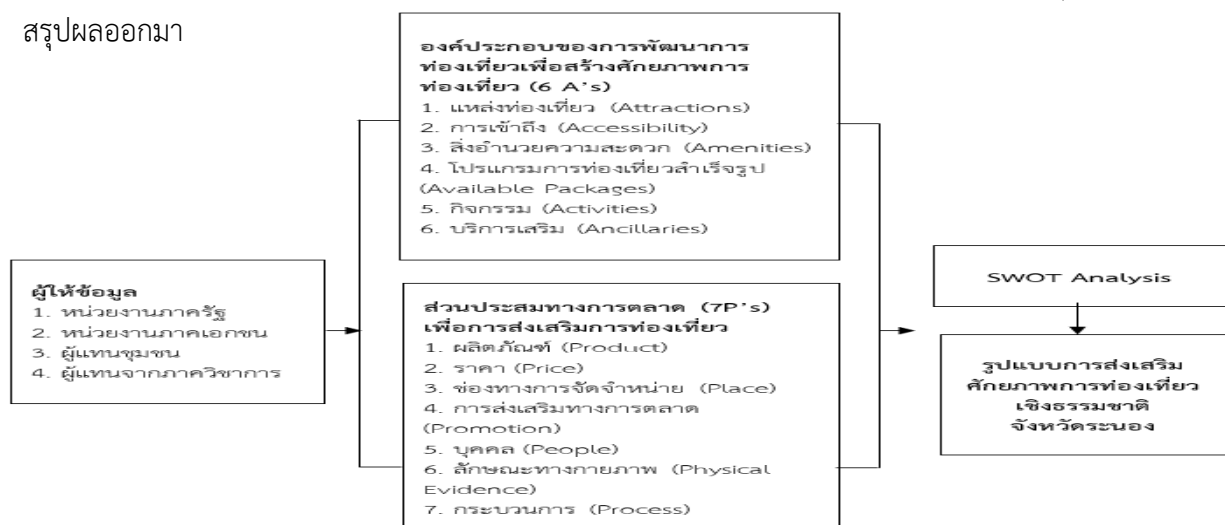 สรุปผลออกมา
องค์ประกอบของการพัฒนาการ
ท่องเที่ยวเพื่อสร้างศักยภาพการ
ท่องเที่ยว (6 A's)
1. แหล่งท่องเที่ยว (Attractions)
2. การเข้าถึง (Accessibility)
3. สิ่งอำนวยความสะดวก (Amenities)
4. โปรแกรมการท่องเที่ยวสำเร็จรูป
(Available Packages)
5. กิจกรรม (Activities)
6. บริการเสริม (Ancillaries)
ผู้ให้ข้อมูล
1. หน่วยงานภาครัฐ
2. หน่วยงานภาคเอกชน
3. ผู้แทนชุมชน
4. ผู้แทนจากภาควิชาการ
ส่วนประสมทางการตลาด (7P's)
เพื่อการส่งเสริมการท่องเที่ยว
1. ผลิตภัณฑ์ (Product)
2. ราคา (Price)
3. ช่องทางการจัดจำหน่าย (Place)
4. การส่งเสริมทางการตลาด
(Promotion)
5. บุคคล (People)
6. ลักษณะทางกายภาพ (Physical
Evidence)
7. กระบวนการ (Process)
SWOT Analysis
รูปแบบการส่งเสริม
ศักยภาพการท่องเที่ยว
เชิงธรรมชาติ
จังหวัดระนอง